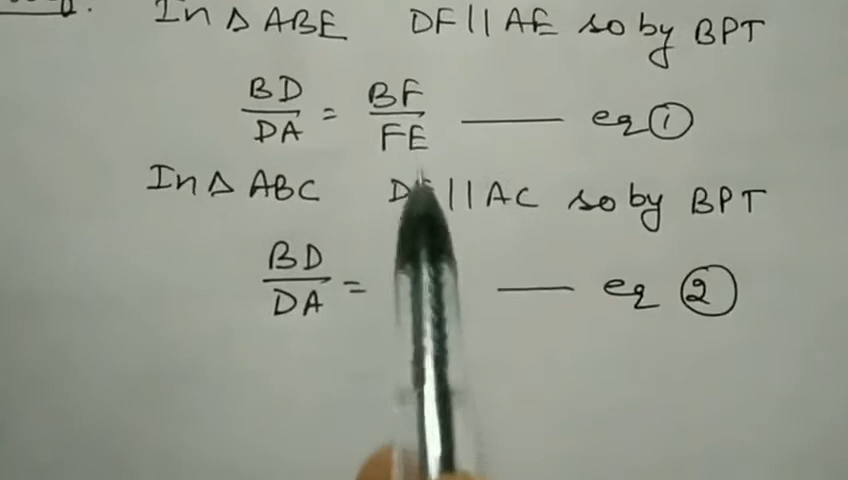 In Δ ABE DF || AE so by BPT
BD/DA = BF/FE —— eq ①
In Δ ABC || AC so by BPT
BD/DA = —— eq ②